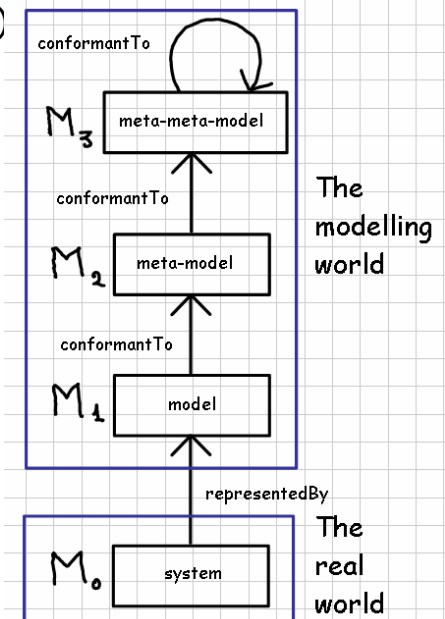 conformantTo
M3
meta-meta-model
The
modelling
world
conformantTo
M2
meta-model
conformantTo
M1
model
representedBy
The
real
world
M0
system